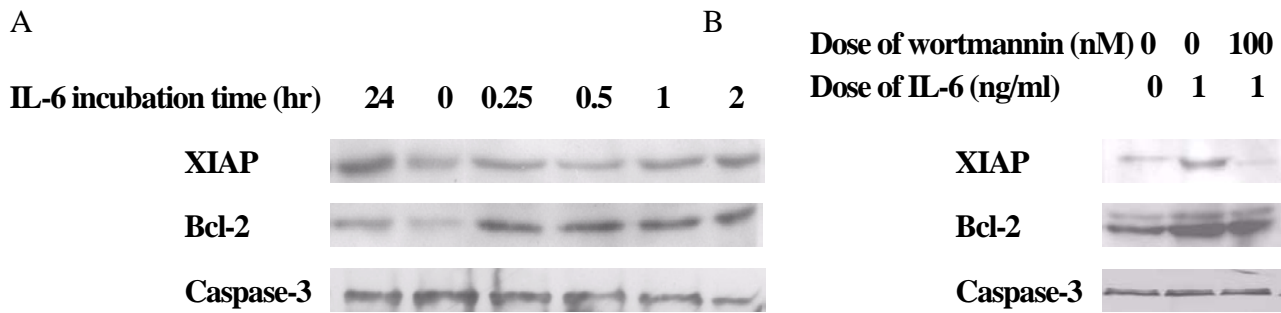 A
IL-6 incubation time (hr) 24 0 0.25 0.5 1 2
XIAP
Bcl-2
Caspase-3
B
Dose of wortmannin (nM) 0 0 100
Dose of IL-6 (ng/ml) 0 1 1
XIAP
Bcl-2
Caspase-3